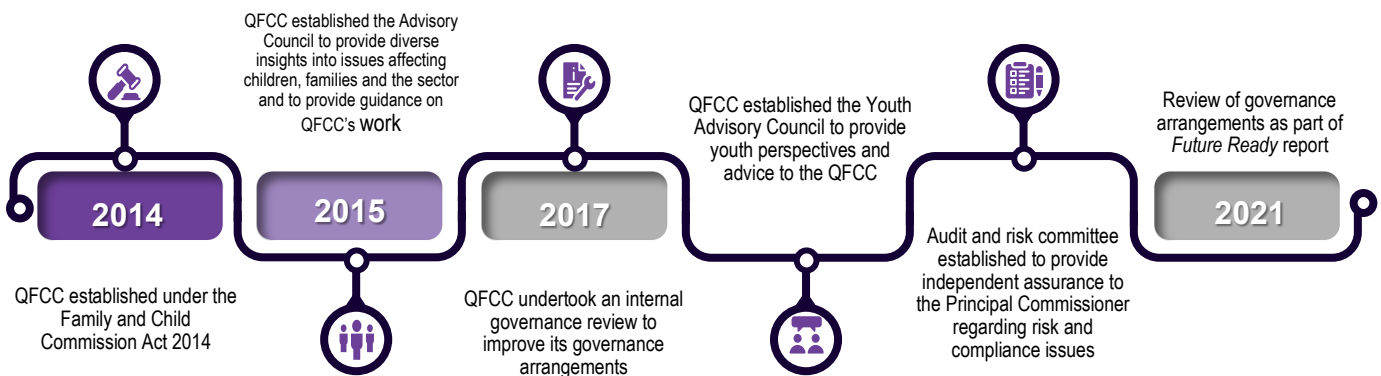 QFCC established the Advisory
Council to provide diverse
insights into issues affecting
children, families and the sector
and to provide guidance on
QFCC's work
2014
QFCC established under the
Family and Child
Commission Act 2014
2015
2017
QFCC undertook an internal
governance review to
improve its governance
arrangements
QFCC established the Youth
Advisory Council to provide
youth perspectives and
advice to the QFCC
Audit and risk committee
established to provide
independent assurance to
the Principal Commissioner
regarding risk and
compliance issues
Review of governance
arrangements as part of
Future Ready report
2021